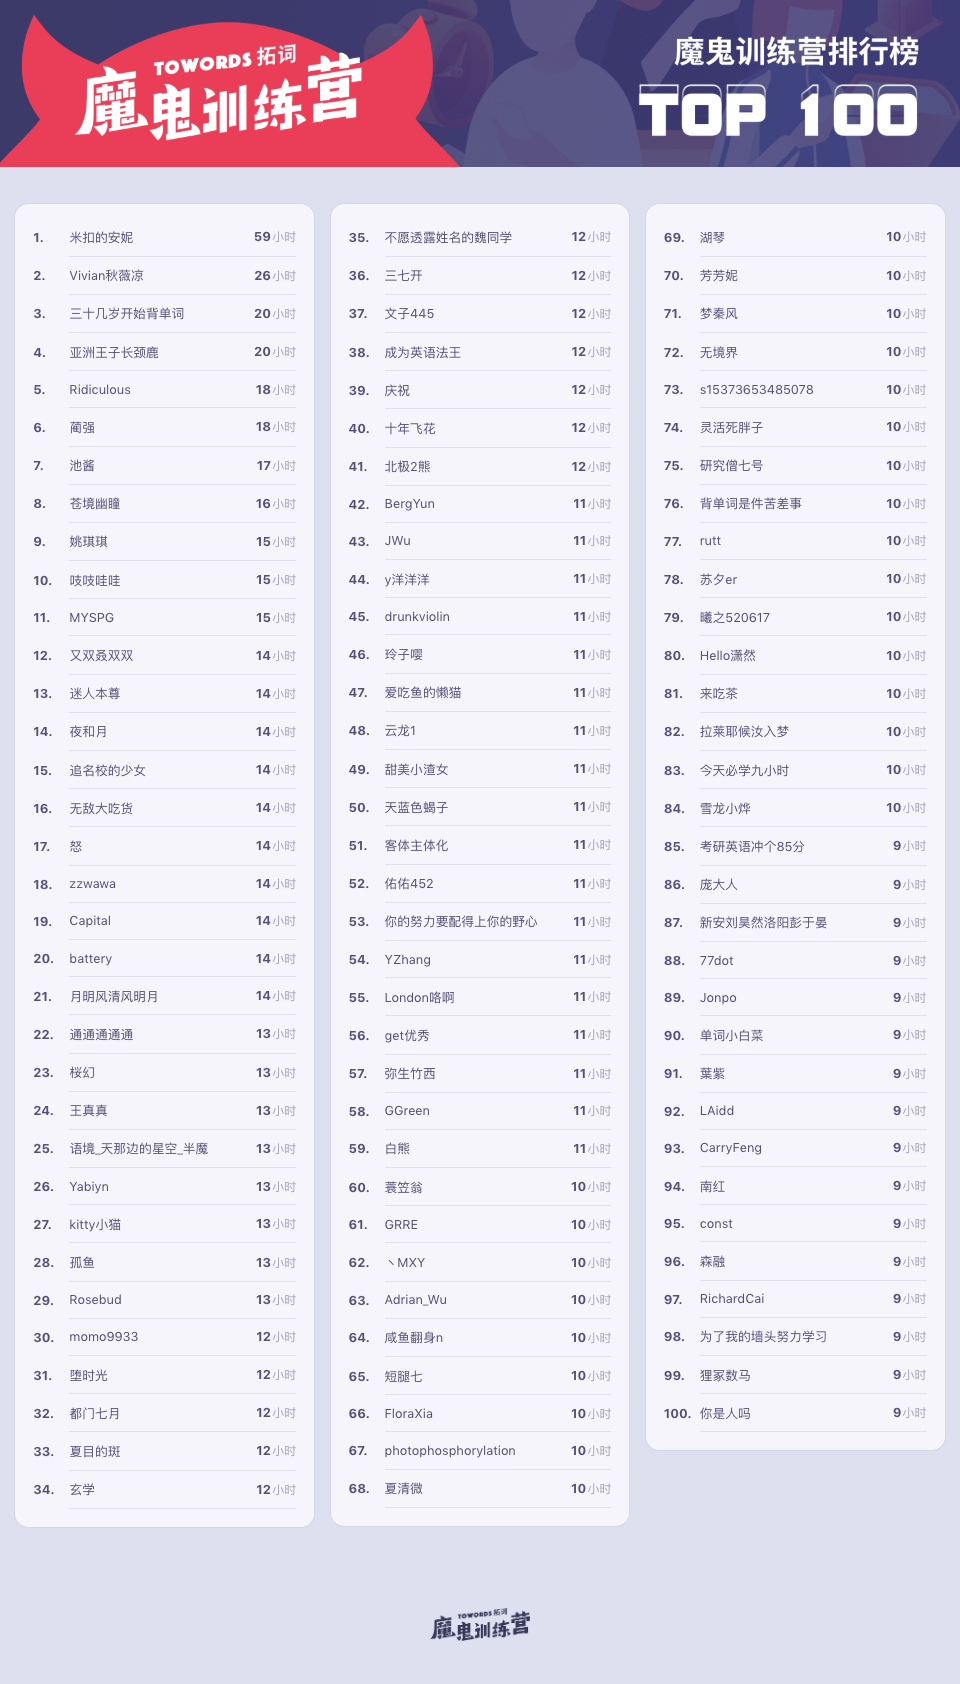 TOWORDS 拓词
魔鬼训练营
魔鬼训练营排行榜
TOP 100
1. 米扣的安妮 59小时
2. Vivian秋薇凉 26小时
3. 三十几岁开始背单词 20小时
4. 亚洲王子长颈鹿 20小时
5. Ridiculous 18小时
6. 蔺强 18小时
7. 池酱 17小时
8. 苍境幽瞳 16小时
9. 姚琪琪 15小时
10. 吱吱哇哇 15小时
11. MYSPG 15小时
12. 又双叒双双 14小时
13. 迷人本尊 14小时
14. 夜和月 14小时
15. 追名校的少女 14小时
16. 无敌大吃货 14小时
17. 怒 14小时
18. zzwawa 14小时
19. Capital 14小时
20. battery 14小时
21. 月明风清风明月 14小时
22. 通通通通通 13小时
23. 桜幻 13小时
24. 王真真 13小时
25. 语境_天那边的星空_半魔 13小时
26. Yabiyn 13小时
27. kitty小猫 13小时
28. 孤鱼 13小时
29. Rosebud 13小时
30. momo9933 12小时
31. 堕时光 12小时
32. 都门七月 12小时
33. 夏目的斑 12小时
34. 玄学 12小时
35. 不愿透露姓名的魏同学 12小时
36. 三七开 12小时
37. 文子445 12小时
38. 成为英语法王 12小时
39. 庆祝 12小时
40. 十年飞花 12小时
41. 北极2熊 12小时
42. BergYun 11小时
43. JWu 11小时
44. y洋洋洋 11小时
45. drunkviolin 11小时
46. 玲子嘤 11小时
47. 爱吃鱼的懒猫 11小时
48. 云龙1 11小时
49. 甜美小渣女 11小时
50. 天蓝色蝎子 11小时
51. 客体主体化 11小时
52. 佑佑452 11小时
53. 你的努力要配得上你的野心 11小时
54. YZhang 11小时
55. London咯啊 11小时
56. get优秀 11小时
57. 弥生竹西 11小时
58. GGreen 11小时
59. 白熊 11小时
60. 蓑笠翁 10小时
61. GRRE 10小时
62. 丶MXY 10小时
63. Adrian_Wu 10小时
64. 咸鱼翻身n 10小时
65. 短腿七 10小时
66. FloraXia 10小时
67. photophosphorylation 10小时
68. 夏清微 10小时
69. 湖琴 10小时
70. 芳芳妮 10小时
71. 梦秦风 10小时
72. 无境界 10小时
73. s15373653485078 10小时
74. 灵活死胖子 10小时
75. 研究僧七号 10小时
76. 背单词是件苦差事 10小时
77. rutt 10小时
78. 苏夕er 10小时
79. 曦之520617 10小时
80. Hello潇然 10小时
81. 来吃茶 10小时
82. 拉莱耶候汝入梦 10小时
83. 今天必学九小时 10小时
84. 雪龙小烨 10小时
85. 考研英语冲个85分 9小时
86. 庞大人 9小时
87. 新安刘昊然洛阳彭于晏 9小时
88. 77dot 9小时
89. Jonpo 9小时
90. 单词小白菜 9小时
91. 葉紫 9小时
92. LAidd 9小时
93. CarryFeng 9小时
94. 南红 9小时
95. const 9小时
96. 森融 9小时
97. RichardCai 9小时
98. 为了我的墙头努力学习 9小时
99. 狸冢数马 9小时
100. 你是人吗 9小时
TOWORDS 拓词
魔鬼训练营